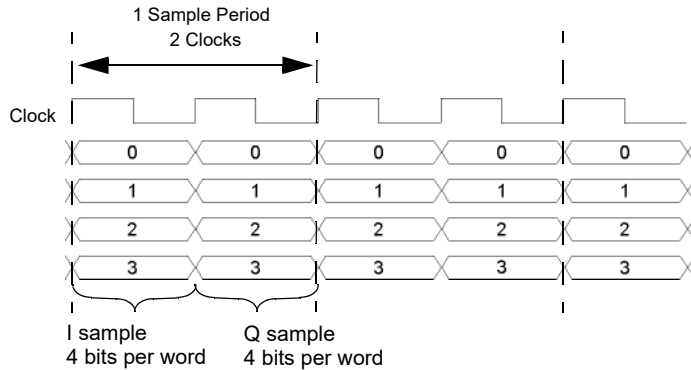 1 Sample Period
2 Clocks
Clock
0 0 0 0 0
1 1 1 1 1
2 2 2 2 2
3 3 3 3 3
I sample Q sample
4 bits per word 4 bits per word